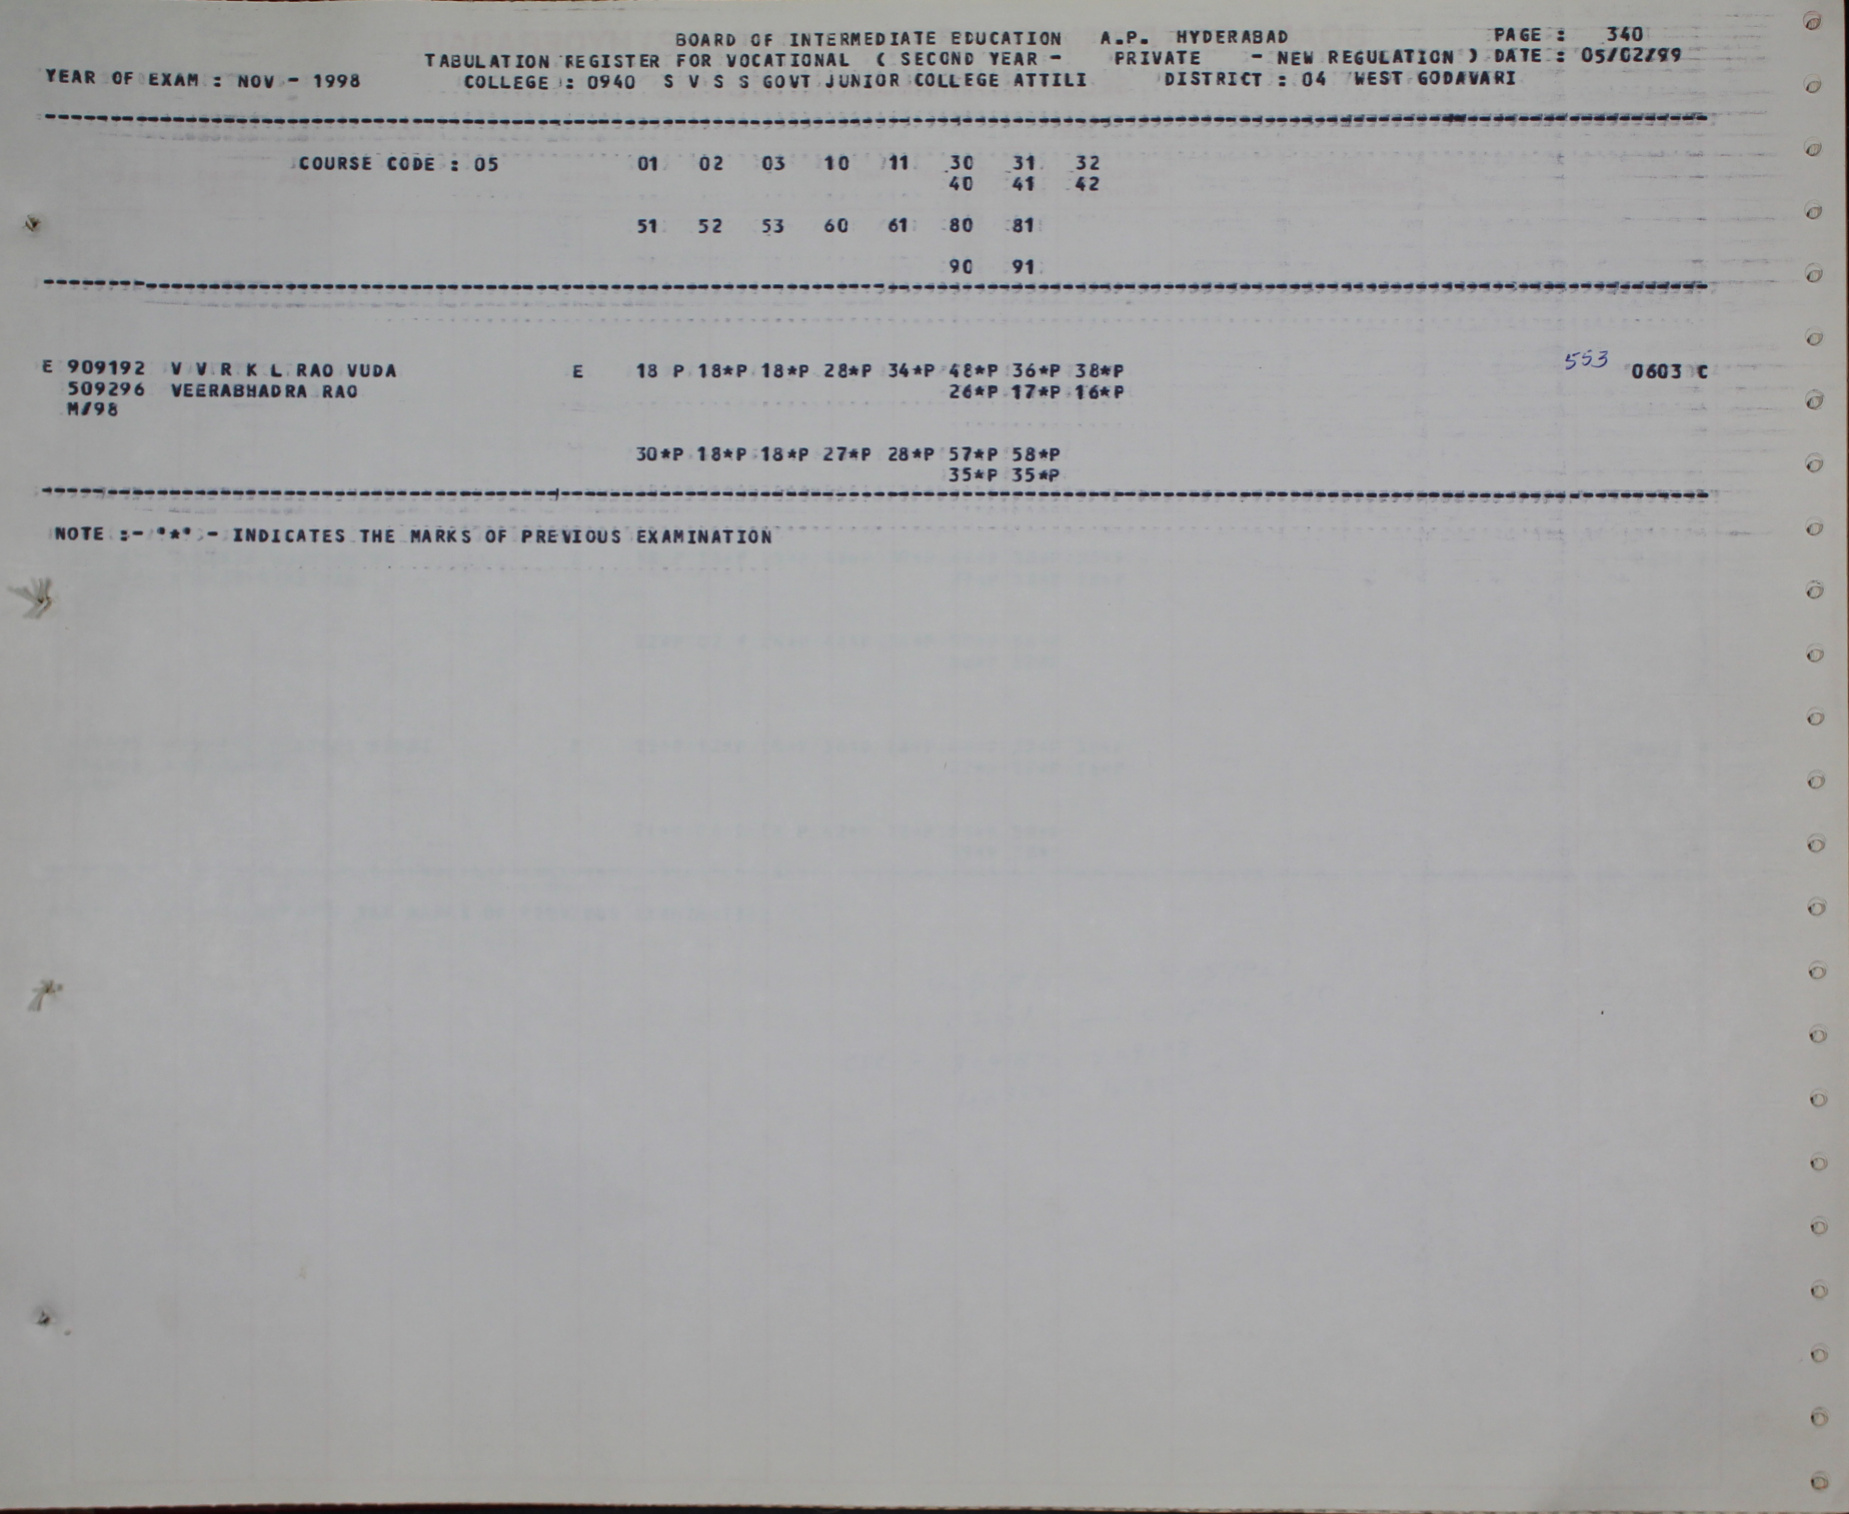 BOARD OF INTERMEDIATE EDUCATION A.P. HYDERABAD PAGE : 340
TABULATION REGISTER FOR VOCATIONAL ( SECOND YEAR - PRIVATE - NEW REGULATION ) DATE : 05/02/99
YEAR OF EXAM : NOV - 1998 COLLEGE : 0940 S V S S GOVT JUNIOR COLLEGE ATTILI DISTRICT : 04 WEST GODAVARI
COURSE CODE : 05 01 02 03 10 11 30 31 32
40 41 42
51 52 53 60 61 80 81
90 91
E 909192 V V R K L RAO VUDA E 18 P 18*P 18*P 28*P 34*P 48*P 36*P 38*P 553 0603 C
509296 VEERABHADRA RAO 26*P 17*P 16*P
M/98
30*P 18*P 18*P 27*P 28*P 57*P 58*P
35*P 35*P
NOTE :- '*' - INDICATES THE MARKS OF PREVIOUS EXAMINATION